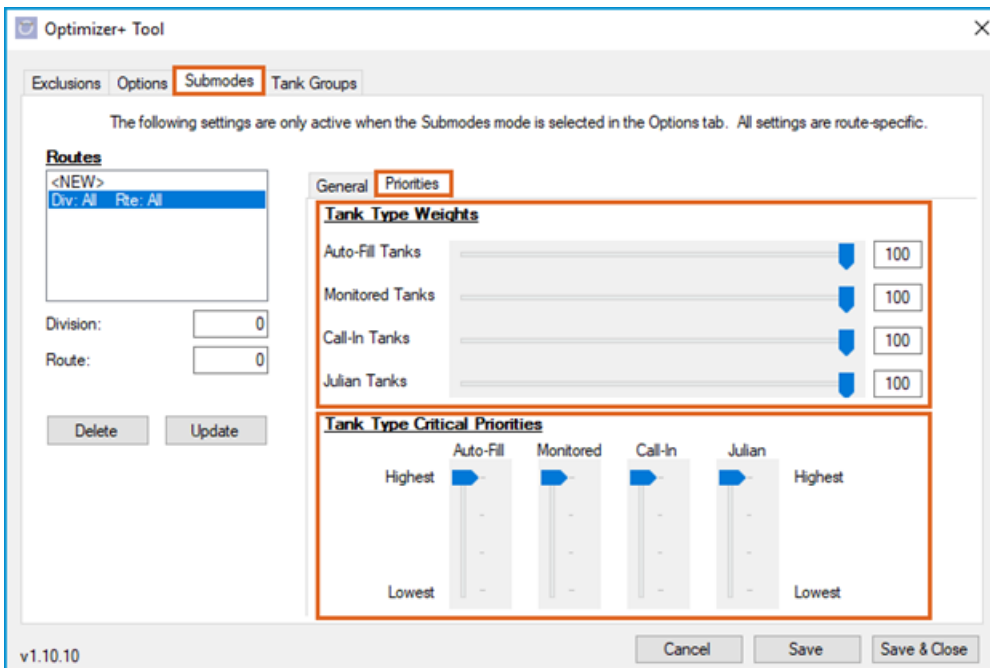 Optimizer+ Tool
Exclusions Options Submodes Tank Groups
The following settings are only active when the Submodes mode is selected in the Options tab. All settings are route-specific.
Routes
<NEW>
Div: All Rte: All
Division: 0
Route: 0
Delete Update
General Priorities
Tank Type Weights
Auto-Fill Tanks 100
Monitored Tanks 100
Call-In Tanks 100
Julian Tanks 100
Tank Type Critical Priorities
Auto-Fill Monitored Call-In Julian
Highest Highest
Lowest Lowest
v1.10.10
Cancel Save Save & Close